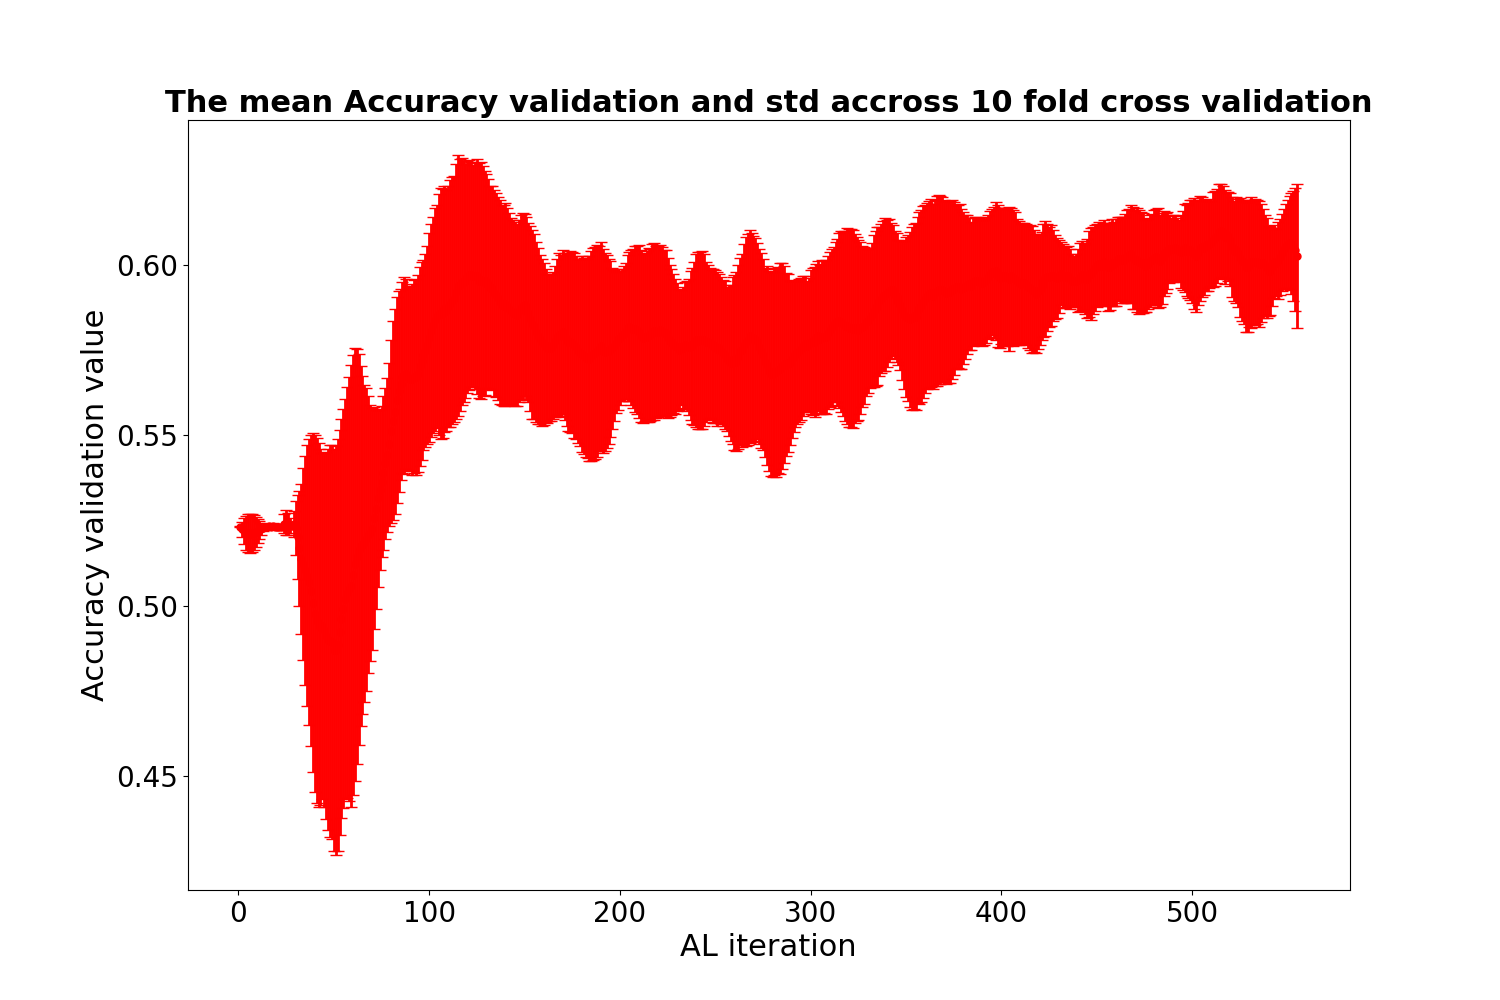 The mean Accuracy validation and std accross 10 fold cross validation
0.60
0.55
0.50
0.45
Accuracy validation value
0 100 200 300 400 500
AL iteration